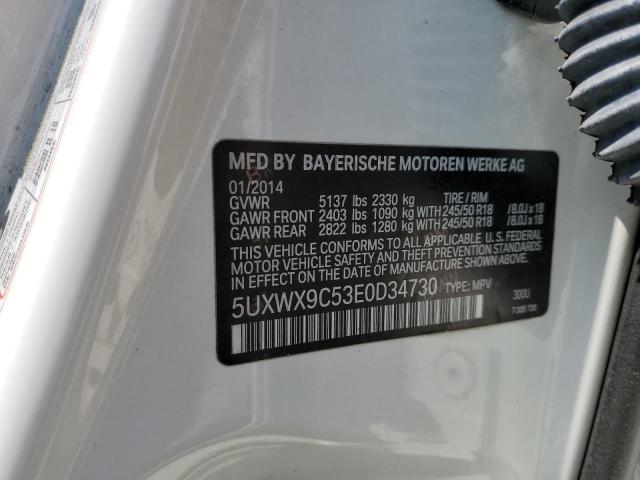 MFD BY BAYERISCHE MOTOREN WERKE AG
01/2014
GVWR 5137 lbs 2330 kg TIRE / RIM
GAWR FRONT 2403 lbs 1090 kg WITH 245/50 R18 / 8.0J x 18
GAWR REAR 2822 lbs 1280 kg WITH 245/50 R18 / 8.0J x 18
THIS VEHICLE CONFORMS TO ALL APPLICABLE U.S. FEDERAL
MOTOR VEHICLE SAFETY AND THEFT PREVENTION STANDARDS
IN EFFECT ON THE DATE OF MANUFACTURE SHOWN ABOVE.
5UXWX9C53E0D34730 TYPE: MPV 300U